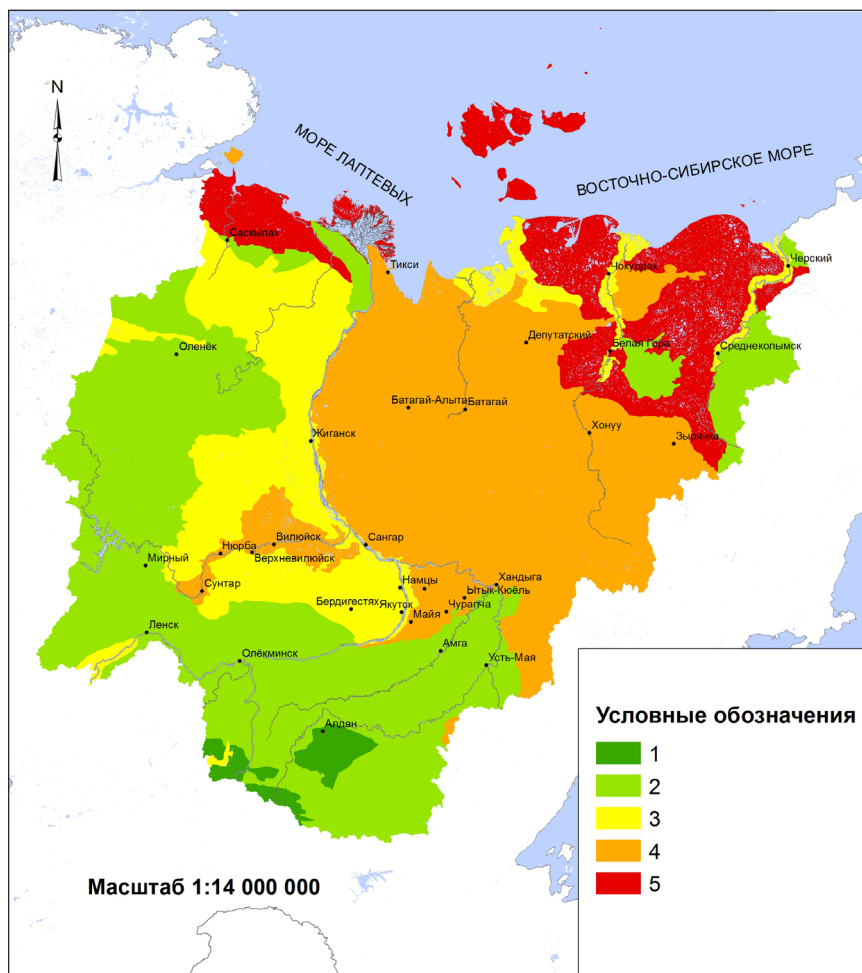 N
МОРЕ ЛАПТЕВЫХ
ВОСТОЧНО-СИБИРСКОЕ МОРЕ
Саскылах
Тикси
Чокурдах
Черский
Оленёк
Депутатский
Белая Гора
Среднеколымск
Батагай-Алыта
Батагай
Жиганск
Хонуу
Зырянка
Нюрба
Вилюйск
Верхневилюйск
Сангар
Мирный
Сунтар
Намцы
Хандыга
Ытык-Кюёль
Бердигестях
Якутск
Майя
Чурапча
Ленск
Олёкминск
Амга
Усть-Мая
Алдан
Условные обозначения
1
2
3
4
5
Масштаб 1:14 000 000